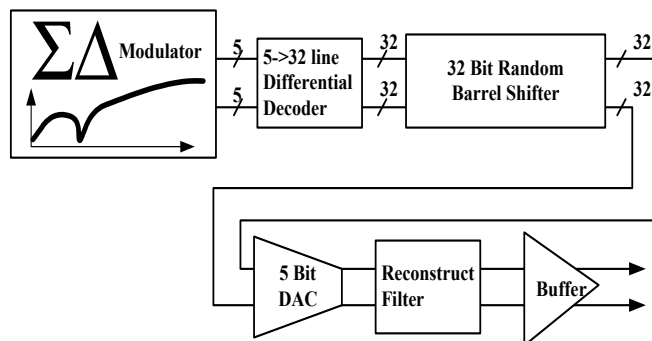 ΣΔ Modulator
5
5
5->32 line
Differential
Decoder
32
32
32 Bit Random
Barrel Shifter
32
32
5 Bit
DAC
Reconstruct
Filter
Buffer